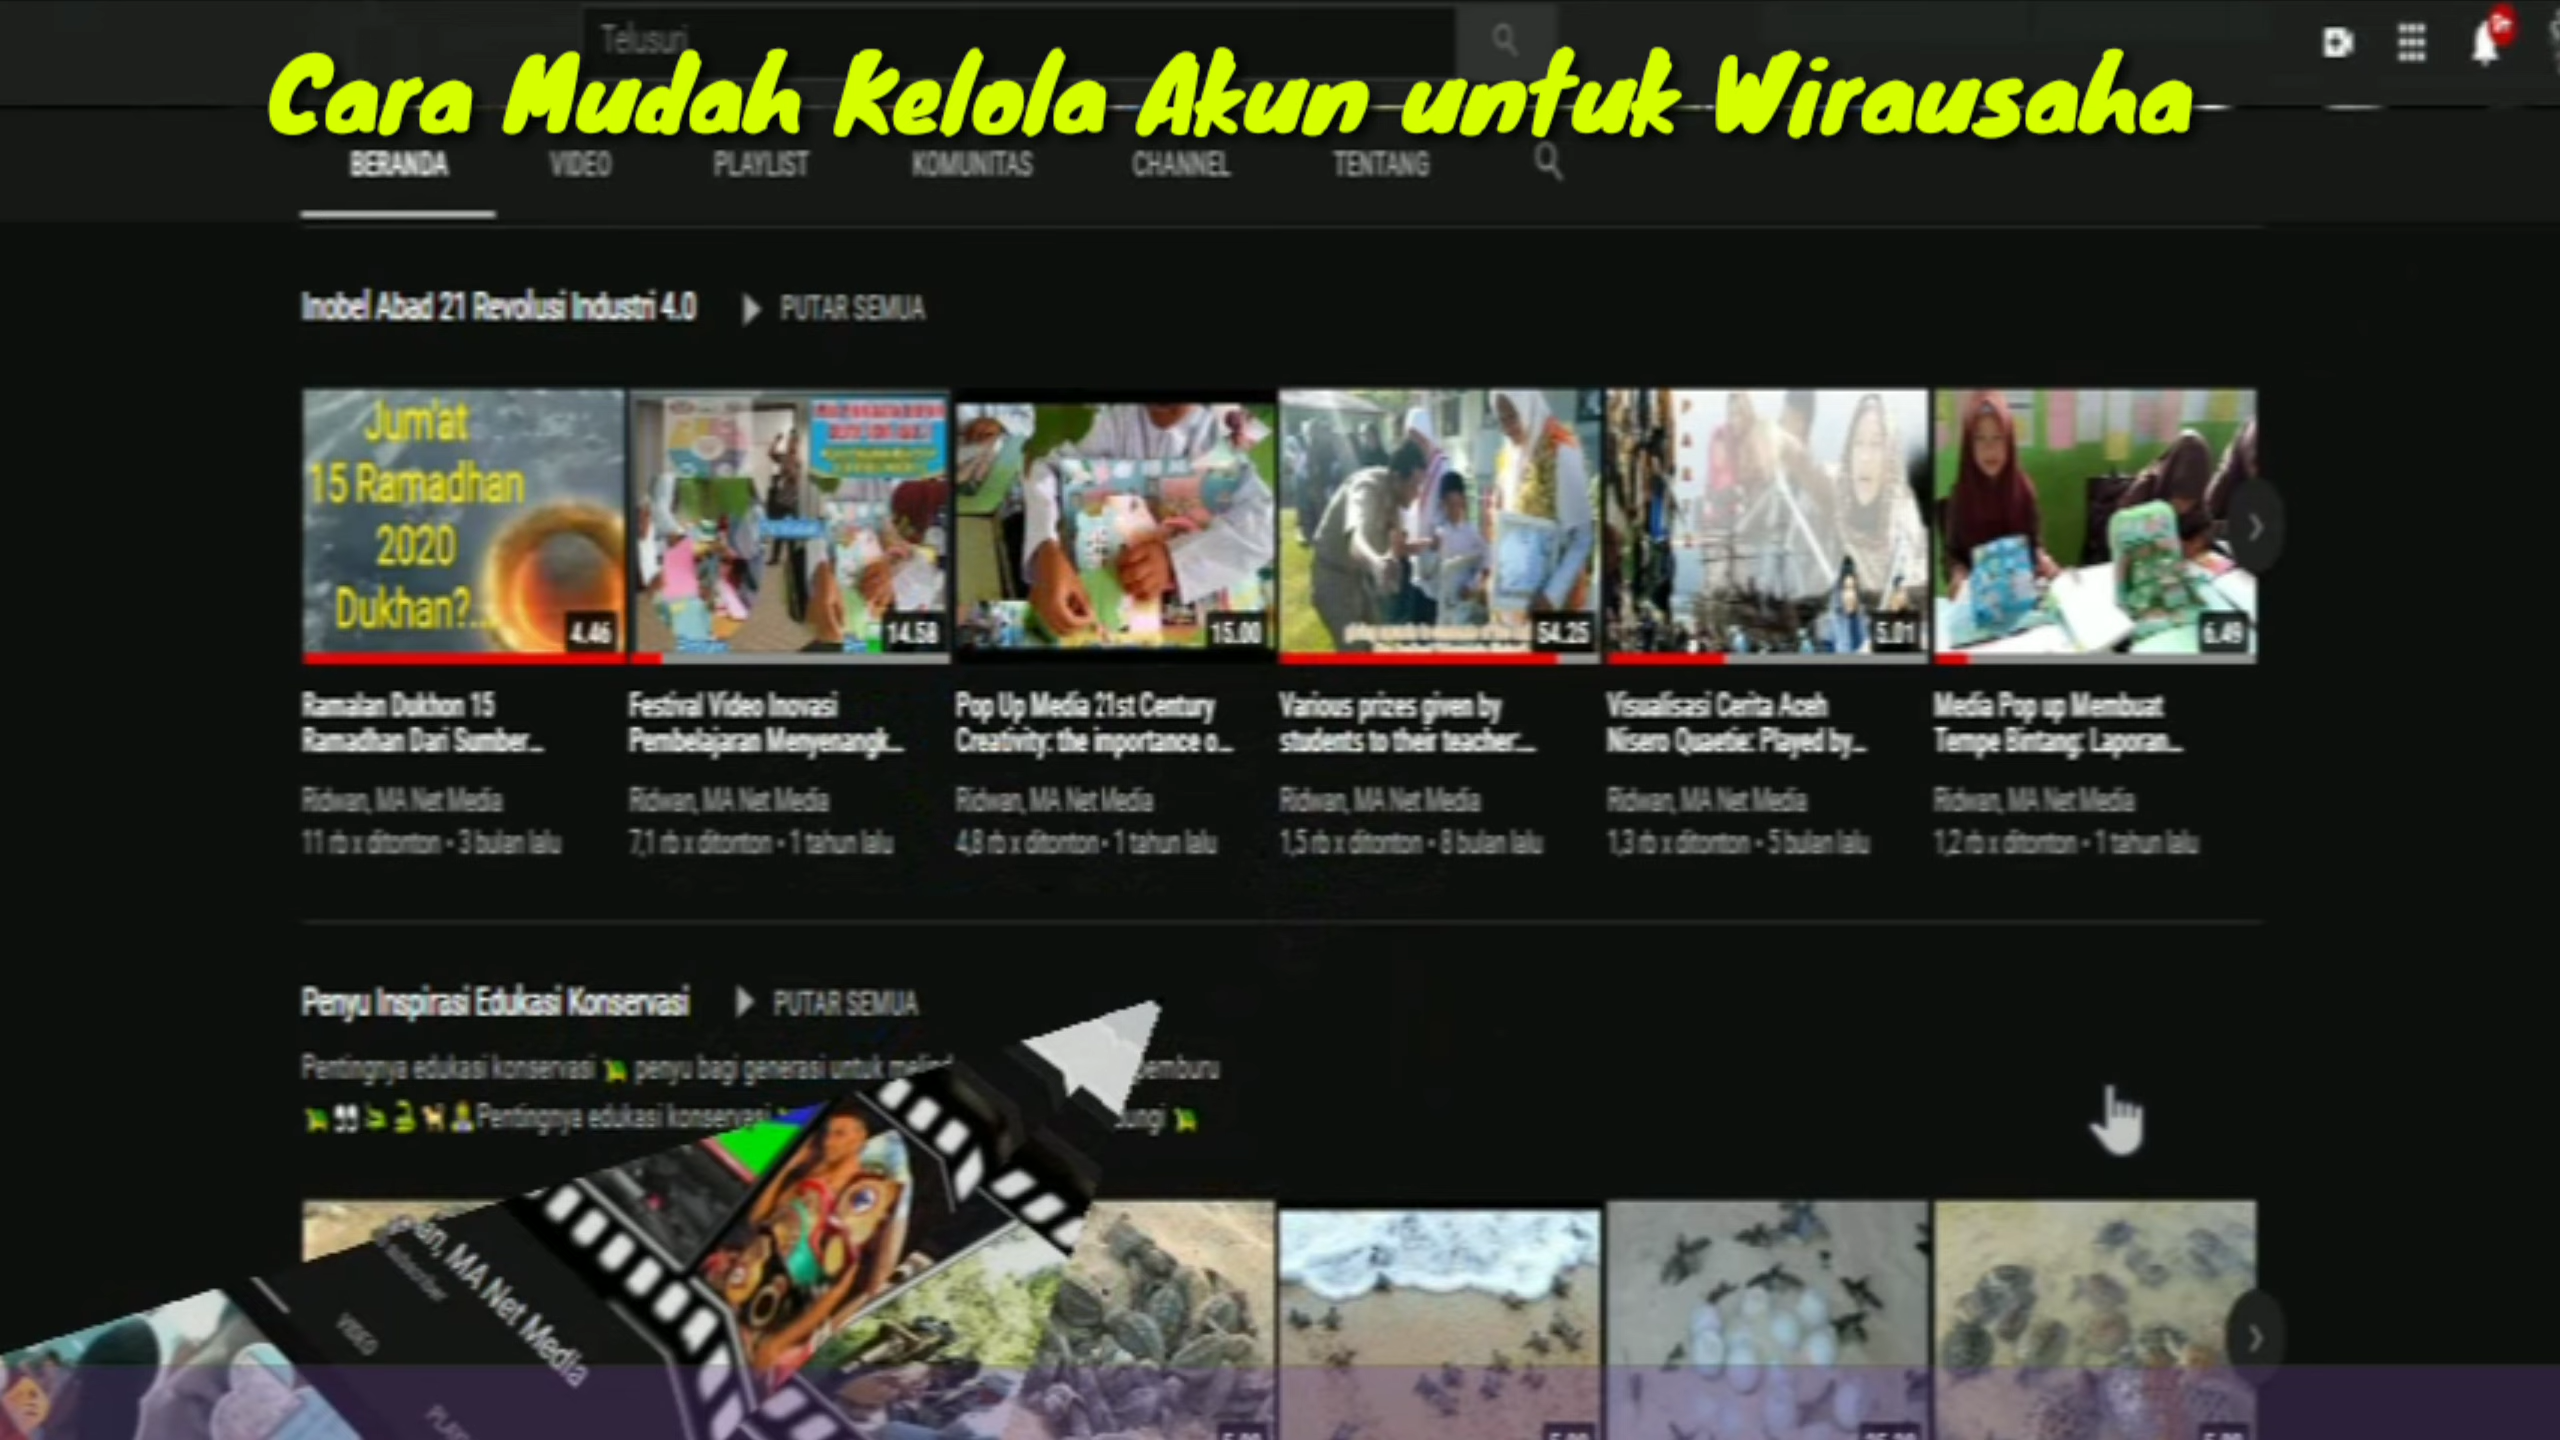 Telusuri
Cara Mudah Kelola Akun untuk Wirausaha
BERANDA VIDEO PLAYLIST KOMUNITAS CHANNEL TENTANG
Inobel Abad 21 Revolusi Industri 4.0 PUTAR SEMUA
Jum'at
15 Ramadhan
2020
Dukhan?...
4.46 14.58 15.00 54.25 5.01 6.49
Ramalan Dukhon 15
Ramadhan Dari Sumber...
Ridwan, MA Net Media
11 rb x ditonton • 3 bulan lalu
Festival Video Inovasi
Pembelajaran Menyenangk...
Ridwan, MA Net Media
7,1 rb x ditonton • 1 tahun lalu
Pop Up Media 21st Century
Creativity: the importance o...
Ridwan, MA Net Media
4,8 rb x ditonton • 1 tahun lalu
Various prizes given by
students to their teacher:...
Ridwan, MA Net Media
1,5 rb x ditonton • 8 bulan lalu
Visualisasi Cerita Aceh
Nisero Quaetie: Played by...
Ridwan, MA Net Media
1,3 rb x ditonton • 5 bulan lalu
Media Pop up Membuat
Tempe Bintang: Laporan...
Ridwan, MA Net Media
1,2 rb x ditonton • 1 tahun lalu
Penyu Inspirasi Edukasi Konservasi PUTAR SEMUA
Pentingnya edukasi konservasi penyu bagi generasi untuk
Pentingnya edukasi konservasi
an, MA Net Media
VIDEO